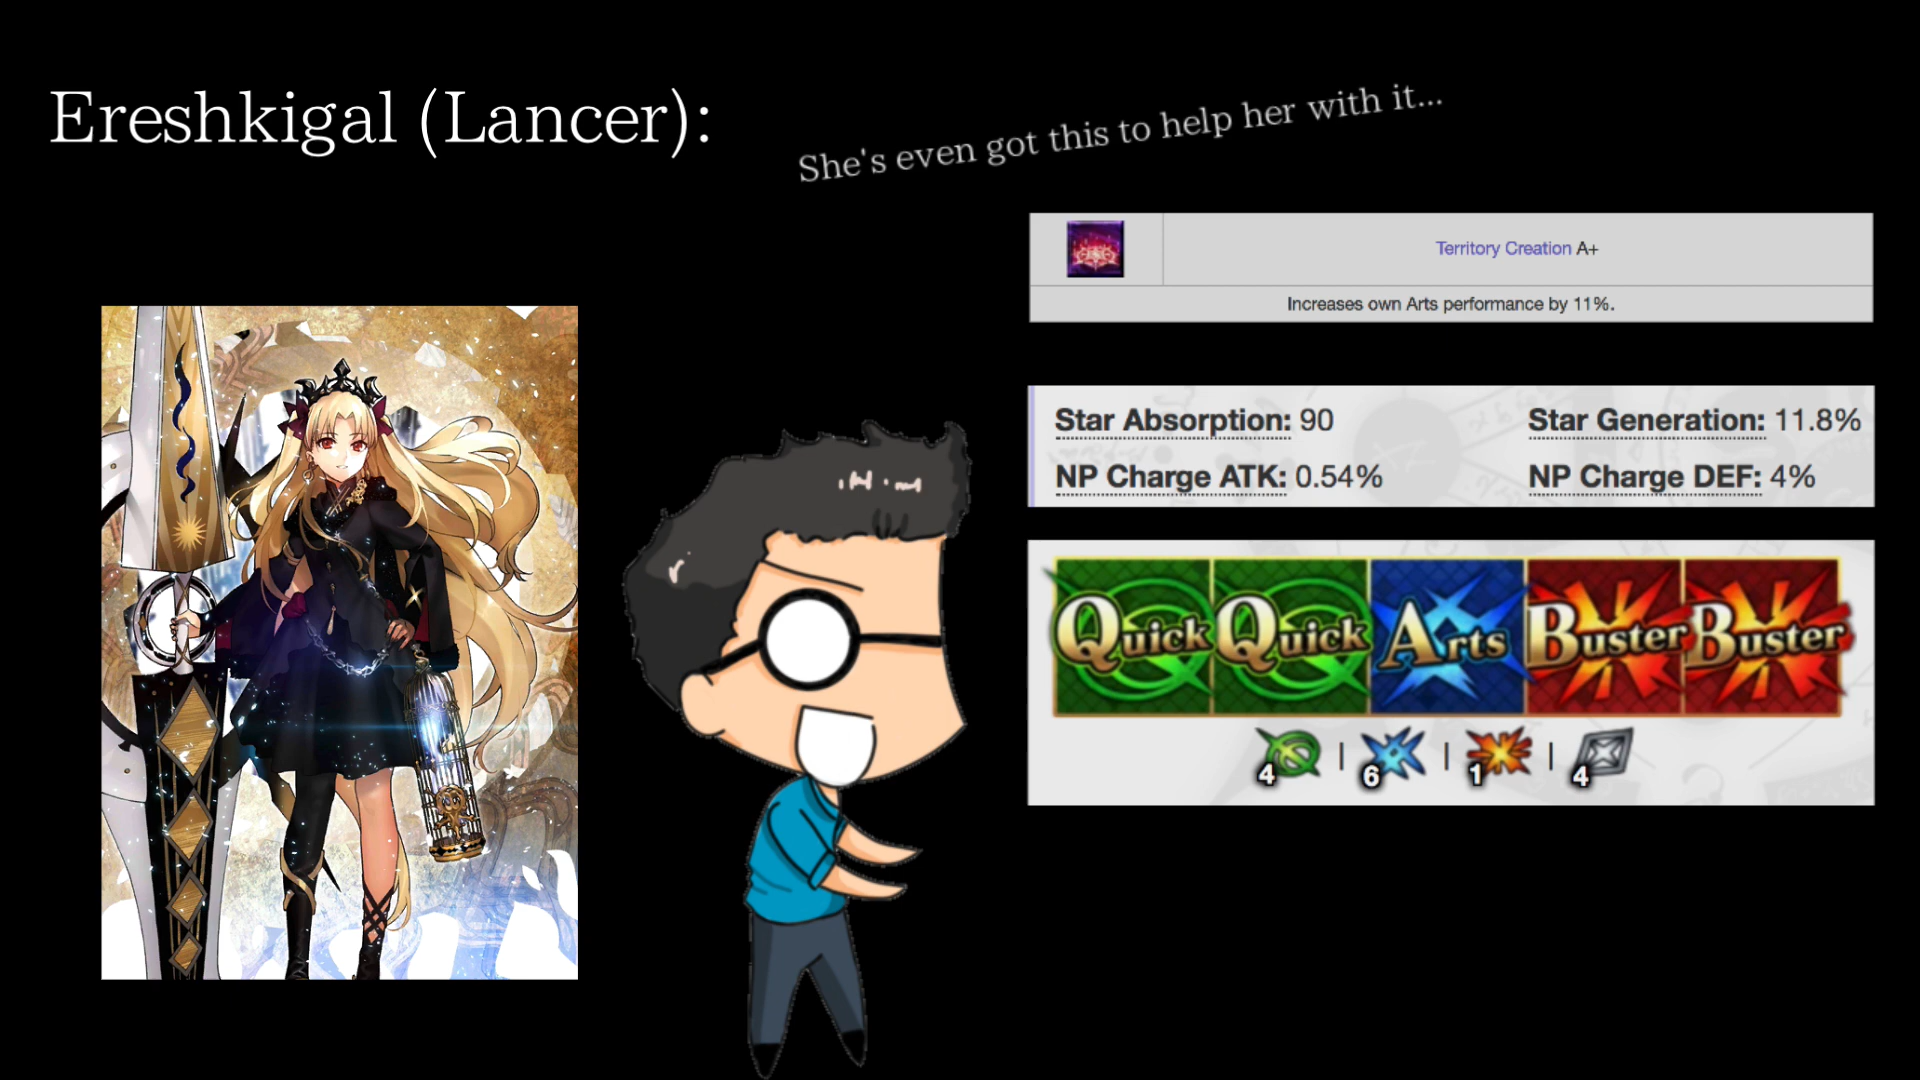 Ereshkigal (Lancer):
She's even got this to help her with it...
Territory Creation A+
Increases own Arts performance by 11%.
Star Absorption: 90 Star Generation: 11.8%
NP Charge ATK: 0.54% NP Charge DEF: 4%
Quick Quick Arts Buster Buster
4 | 6 | 1 | 4